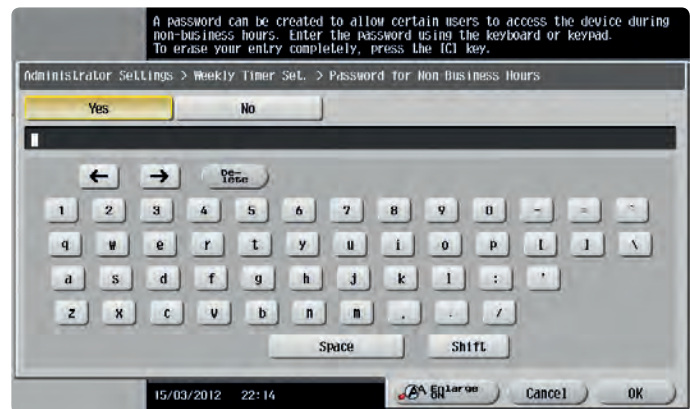 A password can be created to allow certain users to access the device during
non-business hours. Enter the password using the keyboard or keypad.
To erase your entry completely, press the [C] key.
Administrator Settings > Weekly Timer Set. > Password for Non-Business Hours
Yes No
← → De-
lete
1 2 3 4 5 6 7 8 9 0 - = ~
q w e r t y u i o p [ ] \
a s d f g h j k l : '
z x c v b n m , . /
Space Shift
15/03/2012 22:14 Enlarge
ON Cancel OK